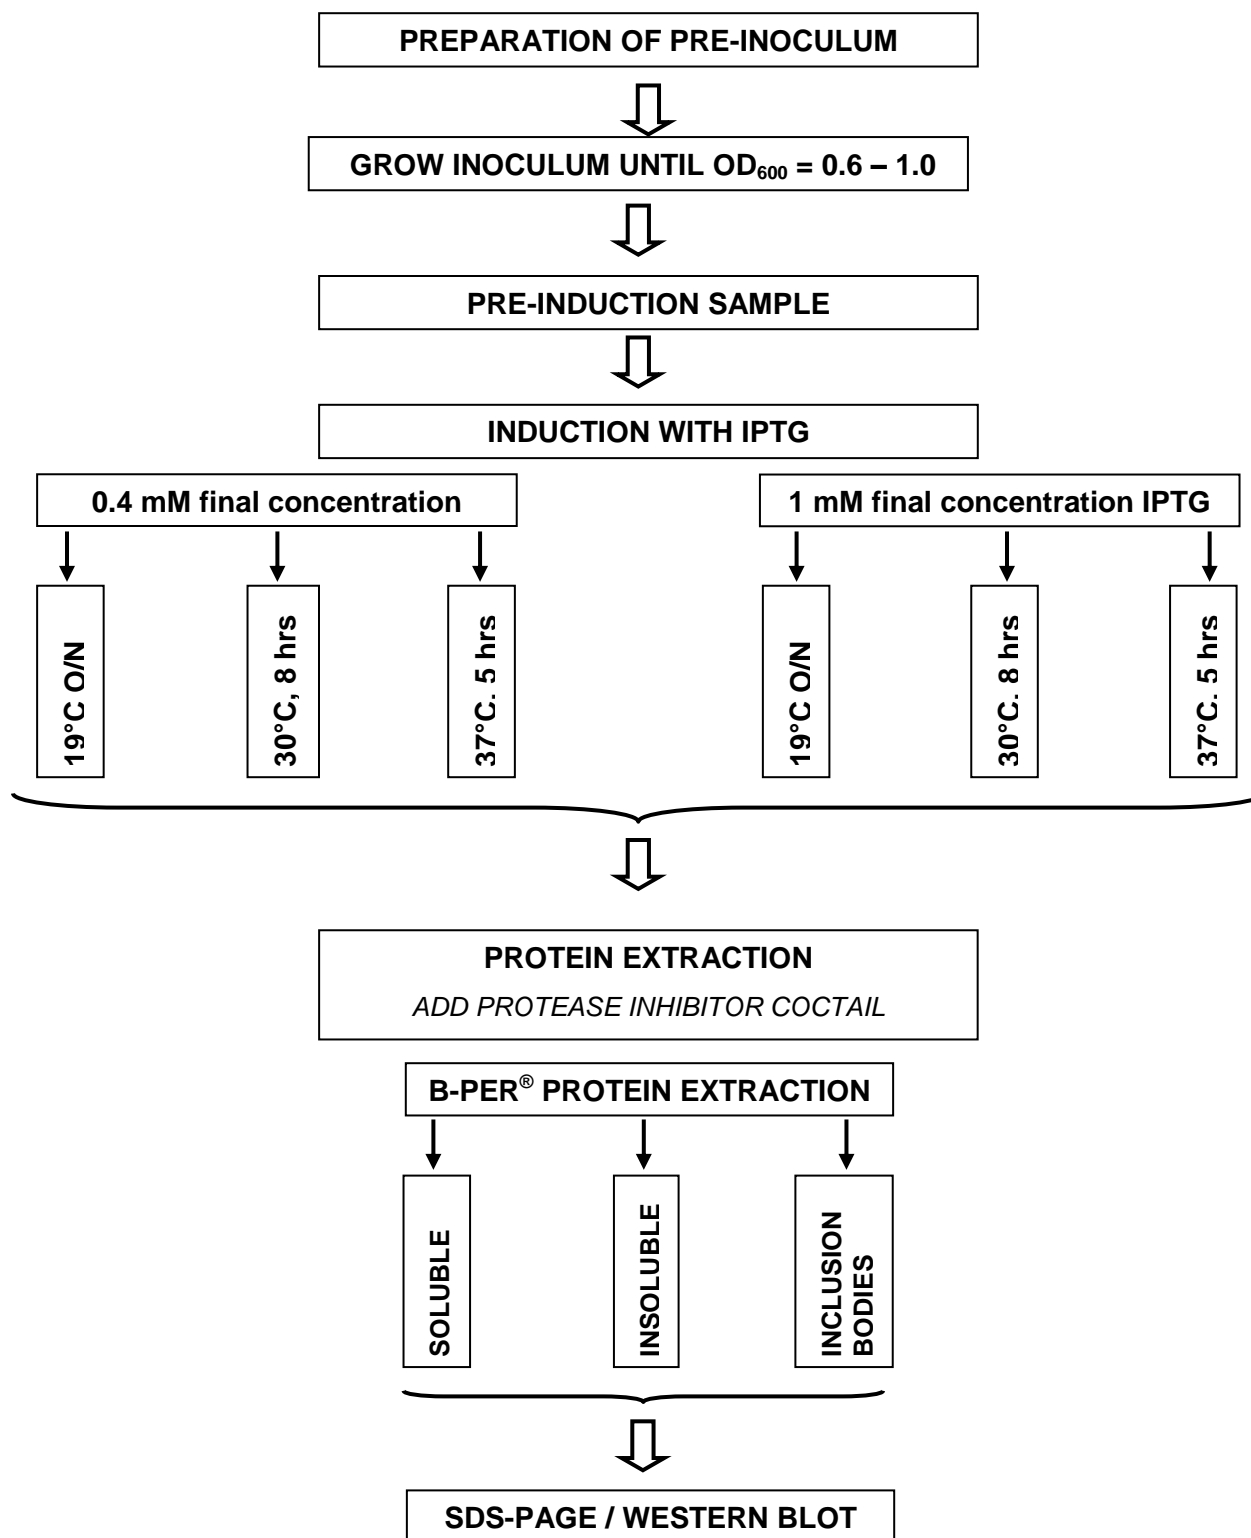 PREPARATION OF PRE-INOCULUM
GROW INOCULUM UNTIL OD₆₀₀ = 0.6 – 1.0
PRE-INDUCTION SAMPLE
INDUCTION WITH IPTG
0.4 mM final concentration
1 mM final concentration IPTG
19°C O/N
30°C, 8 hrs
37°C. 5 hrs
19°C O/N
30°C. 8 hrs
37°C. 5 hrs
PROTEIN EXTRACTION
ADD PROTEASE INHIBITOR COCTAIL
B-PER® PROTEIN EXTRACTION
SOLUBLE
INSOLUBLE
INCLUSION
BODIES
SDS-PAGE / WESTERN BLOT